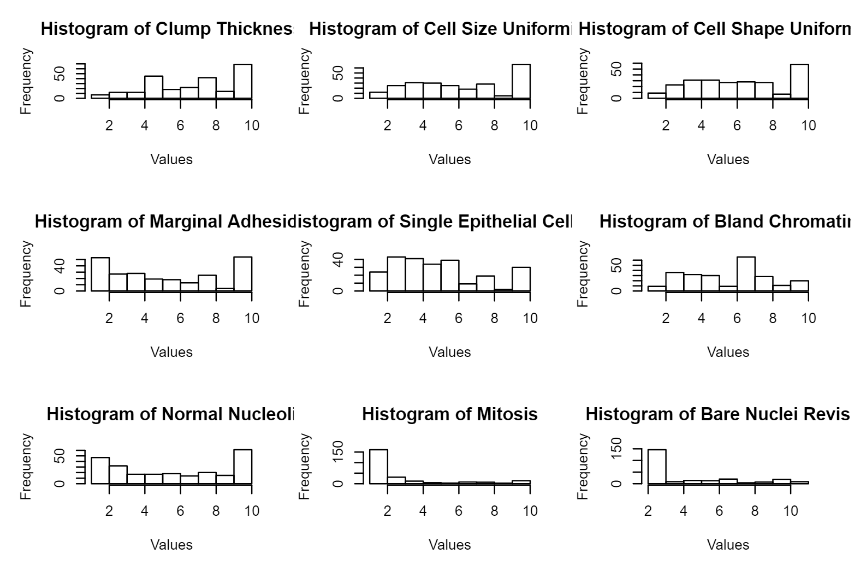 Histogram of Clump Thicknes
Frequency
0 50
2 4 6 8 10
Values
Histogram of Cell Size Uniformi
Frequency
0 50
2 4 6 8 10
Values
Histogram of Cell Shape Uniform
Frequency
0 50
2 4 6 8 10
Values
Histogram of Marginal Adhesio
Frequency
0 40
2 4 6 8 10
Values
istogram of Single Epithelial Cell
Frequency
0 40
2 4 6 8 10
Values
Histogram of Bland Chromatin
Frequency
0 50
2 4 6 8 10
Values
Histogram of Normal Nucleoli
Frequency
0 50
2 4 6 8 10
Values
Histogram of Mitosis
Frequency
0 150
2 4 6 8 10
Values
Histogram of Bare Nuclei Revis
Frequency
0 150
2 4 6 8 10
Values